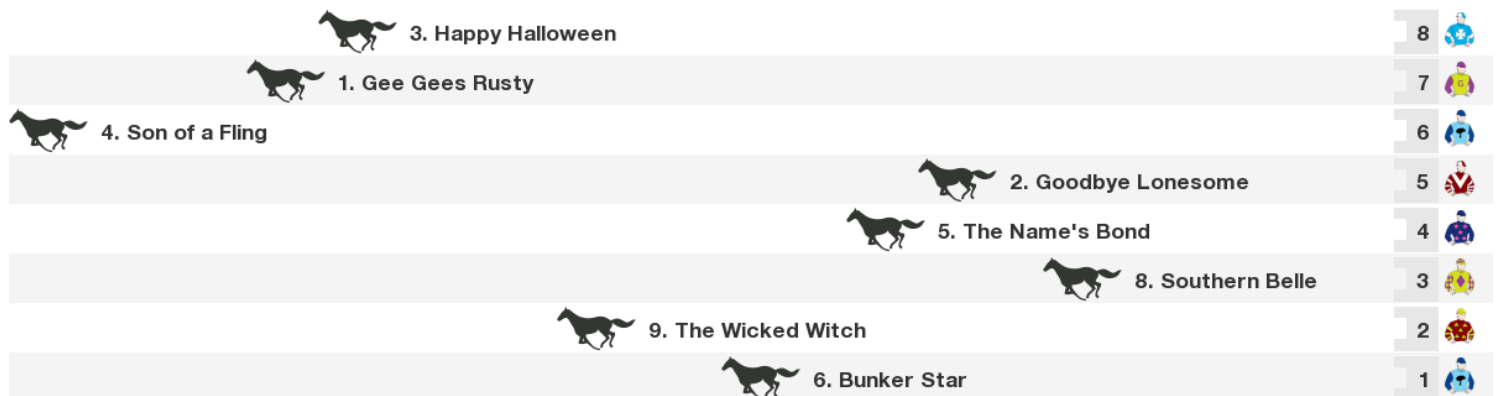 3. Happy Halloween 8
1. Gee Gees Rusty 7 G
4. Son of a Fling 6
2. Goodbye Lonesome 5
5. The Name's Bond 4
8. Southern Belle 3
9. The Wicked Witch 2
6. Bunker Star 1